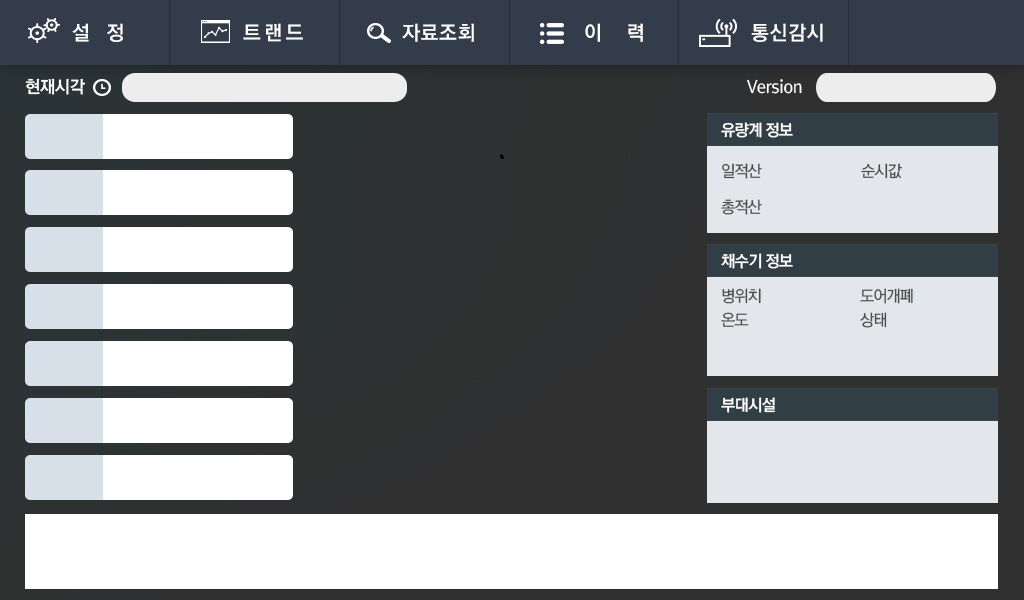 설 정
트랜드
자료조회
이 력
통신감시
현재시각
Version
유량계 정보
일적산 순시값
총적산
채수기 정보
병위치 도어개폐
온도 상태
부대시설